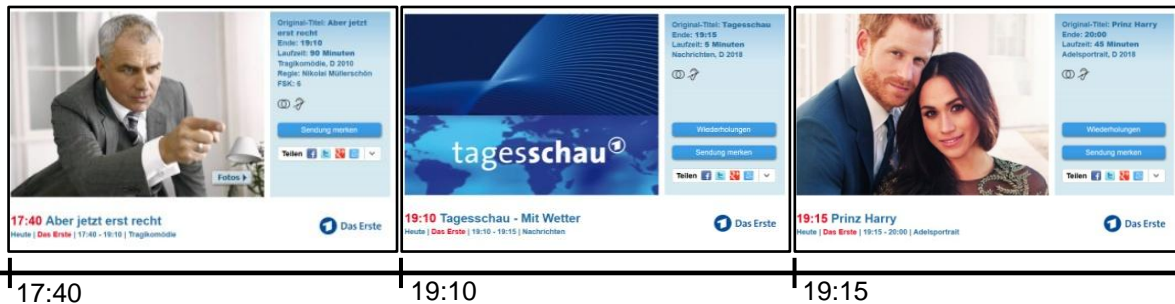 Original-Titel: Aber jetzt
erst recht
Ende: 19:10
Laufzeit: 90 Minuten
Tragikomödie, D 2010
Regie: Nikolai Müllerschön
FSK: 6
Sendung merken
Teilen
Fotos
17:40 Aber jetzt erst recht
Heute | Das Erste | 17:40 - 19:10 | Tragikomödie
Das Erste
Original-Titel: Tagesschau
Ende: 19:15
Laufzeit: 5 Minuten
Nachrichten, D 2018
tagesschau
Wiederholungen
Sendung merken
Teilen
19:10 Tagesschau - Mit Wetter
Heute | Das Erste | 19:10 - 19:15 | Nachrichten
Das Erste
Original-Titel: Prinz Harry
Ende: 20:00
Laufzeit: 45 Minuten
Adelsportrait, D 2018
Wiederholungen
Sendung merken
Teilen
19:15 Prinz Harry
Heute | Das Erste | 19:15 - 20:00 | Adelsportrait
Das Erste
17:40
19:10
19:15